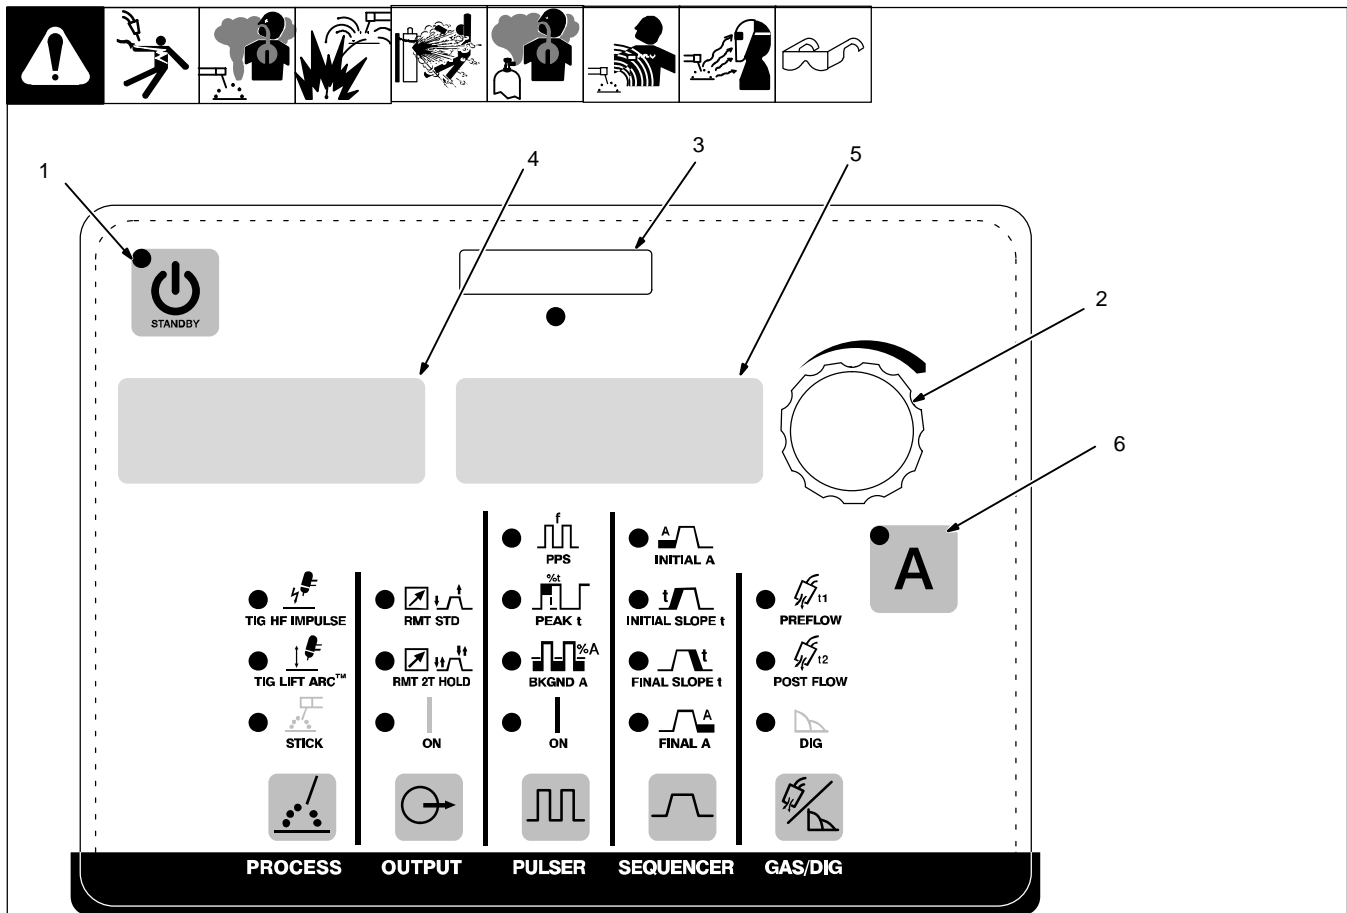 1
4
3
5
STANDBY
2
6
A
f
PPS
A
INITIAL A
TIG HF IMPULSE
RMT STD
%t
PEAK t
t
INITIAL SLOPE t
t1
PREFLOW
TIG LIFT ARC™
RMT 2T HOLD
%A
BKGND A
t
FINAL SLOPE t
t2
POST FLOW
STICK
ON
ON
A
FINAL A
DIG
PROCESS OUTPUT PULSER SEQUENCER GAS/DIG